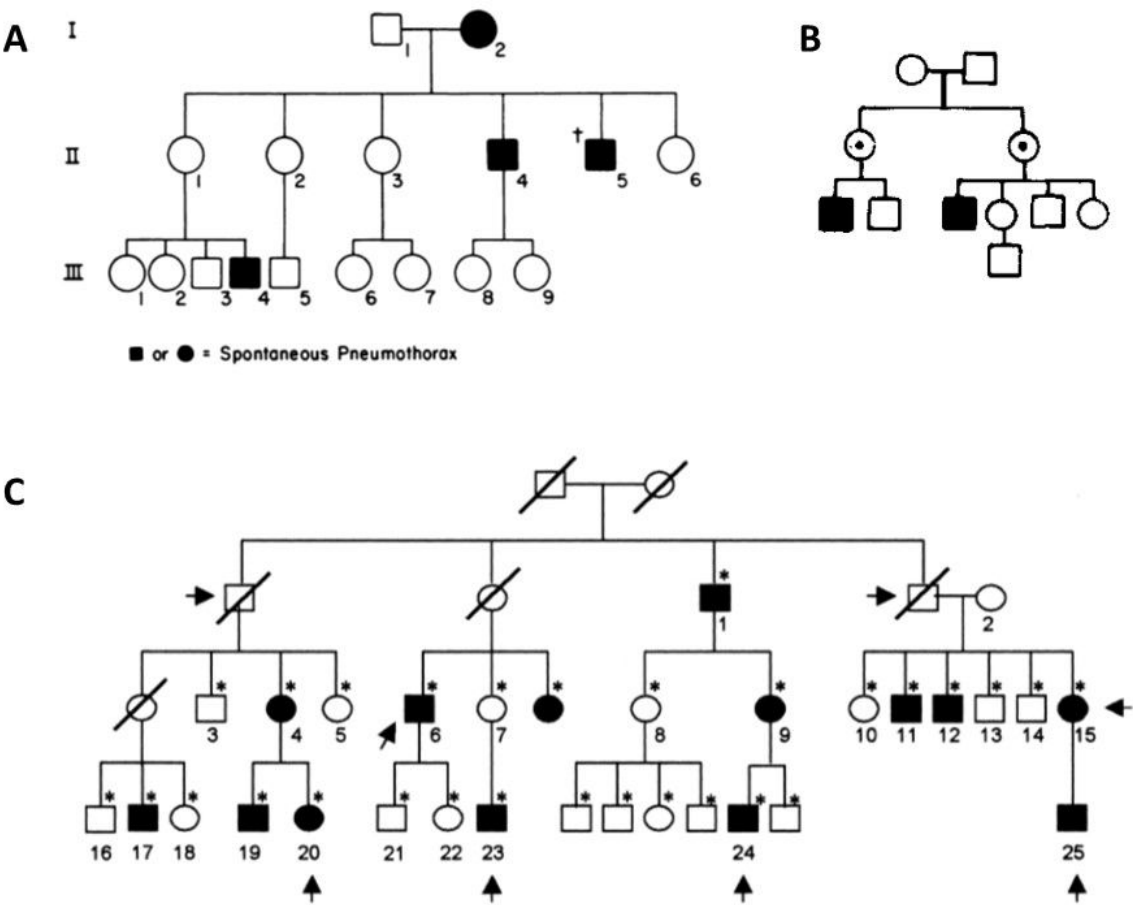 A
B
I
1
2
II
1
2
3
†
4
5
6
III
1
2
3
4
5
6
7
8
9
■ or ● = Spontaneous Pneumothorax
C
*
1
2
* * * * * * * * * * * * * *
3 4 5 6 7 8 9 10 11 12 13 14 15
* * * * * * * * * * * * * *
16 17 18 19 20 21 22 23 24 25